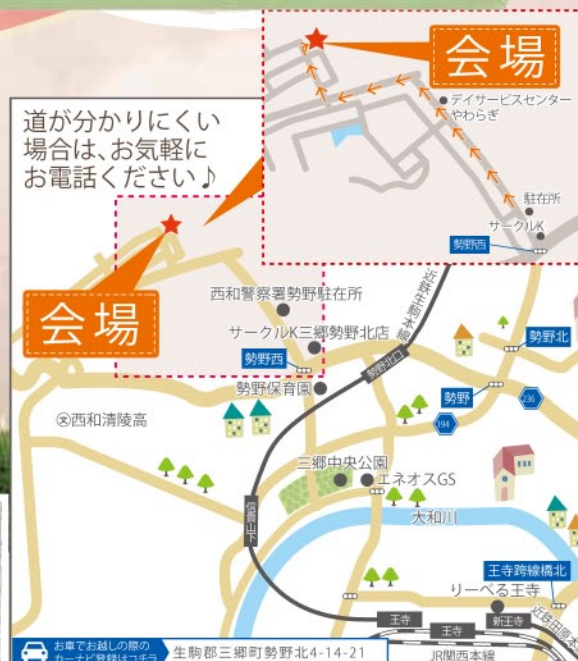 会場
デイサービスセンター
やわらぎ
駐在所
サークルK
勢野西
道が分かりにくい
場合は、お気軽に
お電話ください♪
会場
西和警察署勢野駐在所
サークルK三郷勢野北店
勢野西
勢野保育園
近鉄生駒本線
勢野北口
勢野北
勢野
236
194
文西和清陵高
三郷中央公園
エネオスGS
大和川
信貴山下
王寺跨線橋北
りーべる王寺
王寺
王寺
新王寺
近鉄田原本
JR関西本線
お車でお越しの際の
カーナビ登録はコチラ
生駒郡三郷町勢野北4-14-21